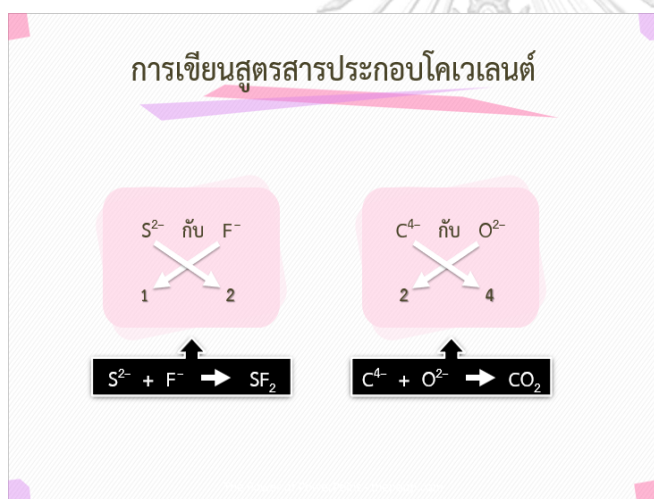 การเขียนสูตรสารประกอบโคเวเลนต์
S²⁻ กับ F⁻
1 2
S²⁻ + F⁻ → SF₂
C⁴⁻ กับ O²⁻
2 4
C⁴⁻ + O²⁻ → CO₂